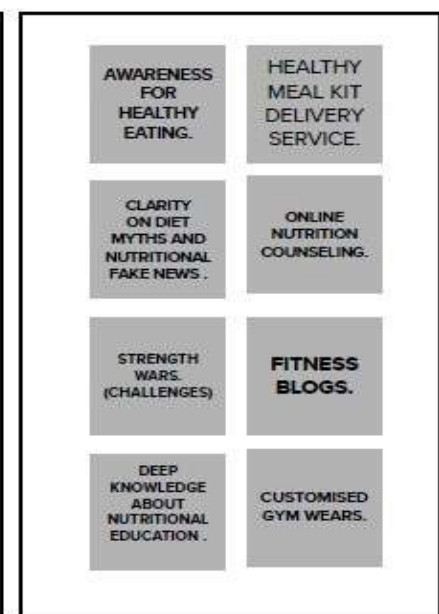 AWARENESS
FOR
HEALTHY
EATING.
HEALTHY
MEAL KIT
DELIVERY
SERVICE.
CLARITY
ON DIET
MYTHS AND
NUTRITIONAL
FAKE NEWS .
ONLINE
NUTRITION
COUNSELING.
STRENGTH
WARS.
(CHALLENGES)
FITNESS
BLOGS.
DEEP
KNOWLEDGE
ABOUT
NUTRITIONAL
EDUCATION .
CUSTOMISED
GYM WEARS.